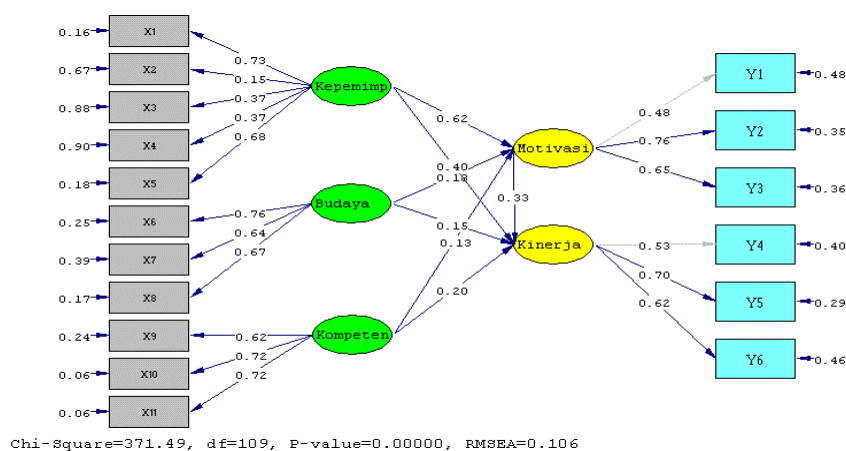 0.16 X1
0.67 X2
0.88 X3
0.90 X4
0.18 X5
0.25 X6
0.39 X7
0.17 X8
0.24 X9
0.06 X10
0.06 X11
0.73
0.15
0.37
0.37
0.68
0.76
0.64
0.67
0.62
0.72
0.72
Kepemimp
Budaya
Kompeten
0.62
0.40
0.18
0.15
0.13
0.20
0.33
Motivasi
Kinerja
0.48
0.76
0.65
0.53
0.70
0.62
Y1 0.48
Y2 0.35
Y3 0.36
Y4 0.40
Y5 0.29
Y6 0.46
Chi-Square=371.49, df=109, P-value=0.00000, RMSEA=0.106